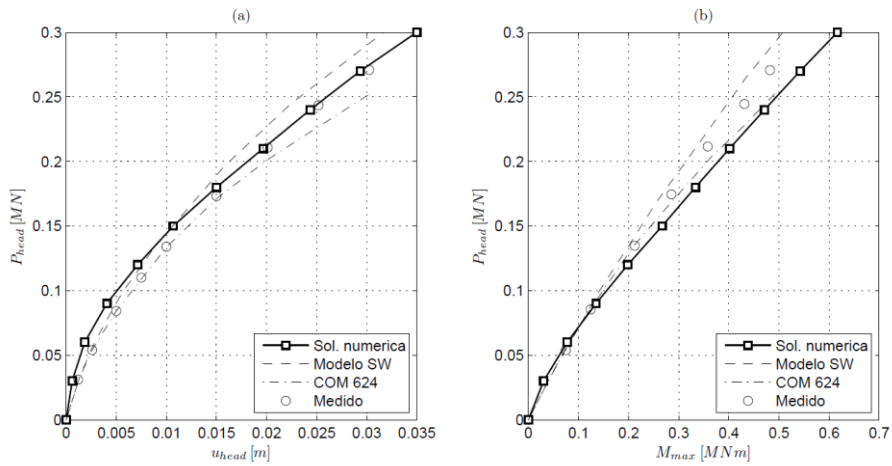 (a)
0.3
0.25
0.2
0.15
0.1
0.05
0
P_head [MN]
0 0.005 0.01 0.015 0.02 0.025 0.03 0.035
u_head [m]
Sol. numerica
Modelo SW
COM 624
Medido
(b)
0.3
0.25
0.2
0.15
0.1
0.05
0
P_head [MN]
0 0.1 0.2 0.3 0.4 0.5 0.6 0.7
M_max [MNm]
Sol. numerica
Modelo SW
COM 624
Medido